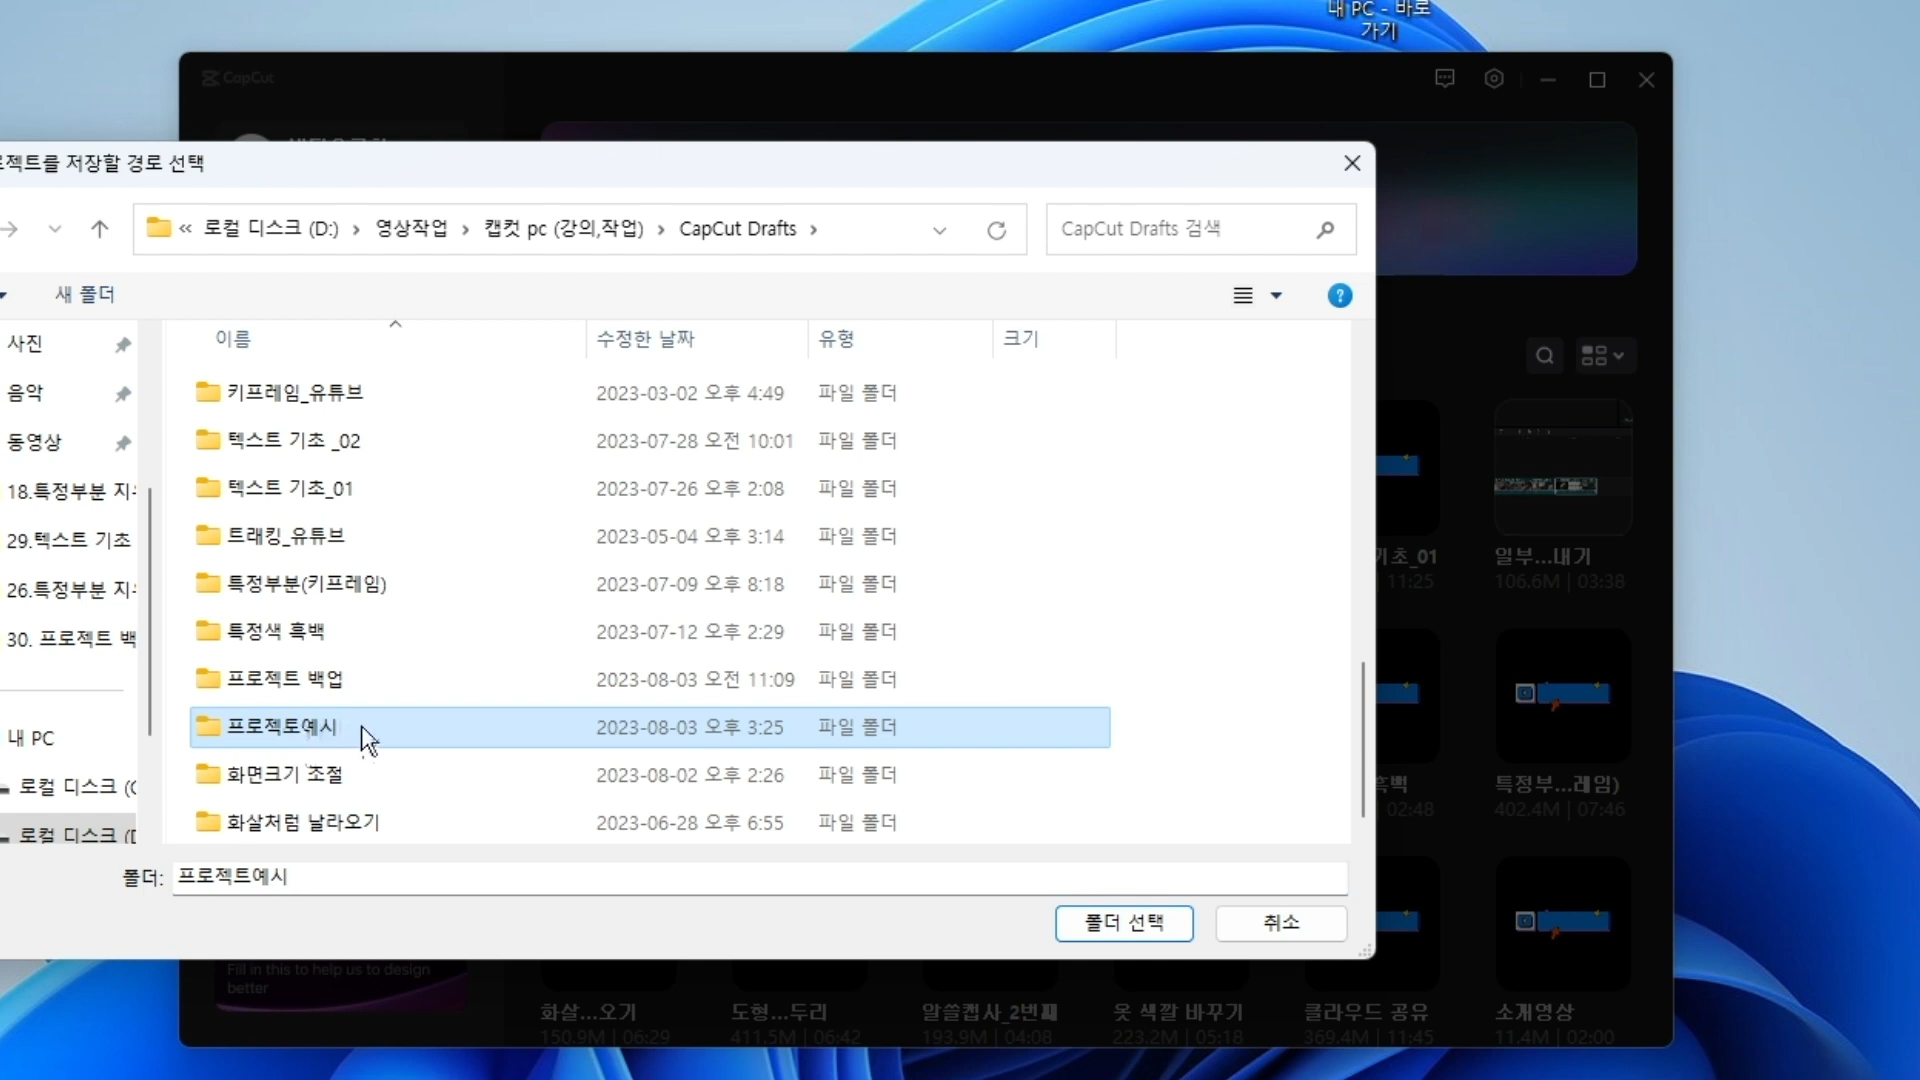 내 PC - 바로
가기
CapCut
젝트를 저장할 경로 선택
« 로컬 디스크 (D:) › 영상작업 › 캡컷 pc (강의,작업) › CapCut Drafts ›
CapCut Drafts 검색
새 폴더
이름 수정한 날짜 유형 크기
사진
음악
동영상
18.특정부분 지
29.텍스트 기초
26.특정부분 지
30. 프로젝트 백
내 PC
로컬 디스크 (C
로컬 디스크 (D
키프레임_유튜브 2023-03-02 오후 4:49 파일 폴더
텍스트 기초 _02 2023-07-28 오전 10:01 파일 폴더
텍스트 기초_01 2023-07-26 오후 2:08 파일 폴더
트래킹_유튜브 2023-05-04 오후 3:14 파일 폴더
특정부분(키프레임) 2023-07-09 오후 8:18 파일 폴더
특정색 흑백 2023-07-12 오후 2:29 파일 폴더
프로젝트 백업 2023-08-03 오전 11:09 파일 폴더
프로젝토예시 2023-08-03 오후 3:25 파일 폴더
화면크기 조절 2023-08-02 오후 2:26 파일 폴더
화살처럼 날라오기 2023-06-28 오후 6:55 파일 폴더
폴더: 프로젝트예시
폴더 선택
취소
기초_01
11:25
일부...내기
106.6M | 03:38
흑백
02:48
특정부...레임)
402.4M | 07:46
Fill in this to help us to design
better
화살...오기
150.9M | 06:29
도형...두리
411.5M | 06:42
알쓸캡사_2번째
193.9M | 04:08
옷 색깔 바꾸기
223.2M | 05:18
클라우드 공유
369.4M | 11:45
소개영상
11.4M | 02:00